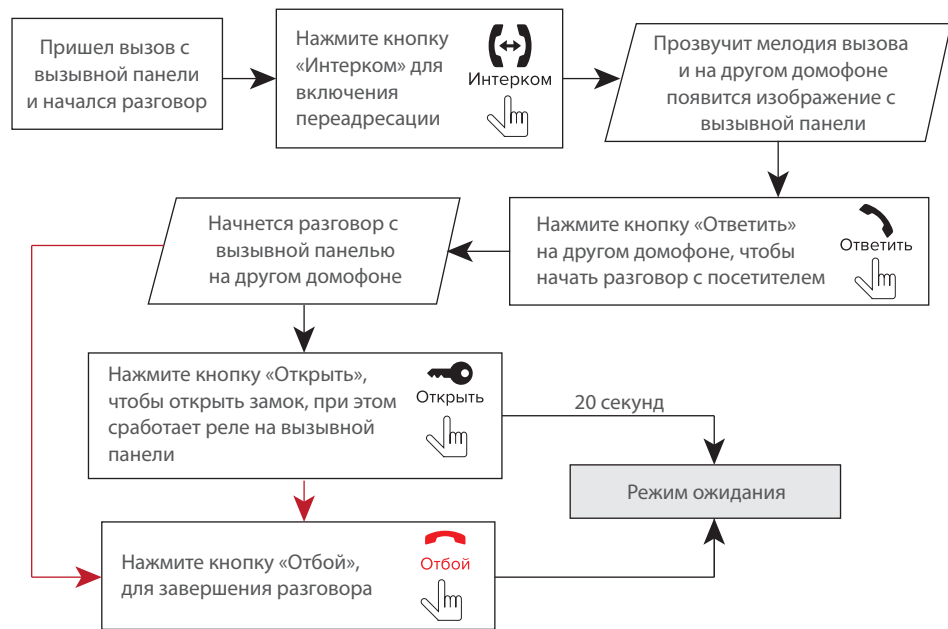 Пришел вызов с
вызывной панели
и начался разговор
Нажмите кнопку
«Интерком» для
включения
переадресации
Интерком
Прозвучит мелодия вызова
и на другом домофоне
появится изображение с
вызывной панели
Начнется разговор с
вызывной панелью
на другом домофоне
Нажмите кнопку «Ответить»
на другом домофоне, чтобы
начать разговор с посетителем
Ответить
Нажмите кнопку «Открыть»,
чтобы открыть замок, при этом
сработает реле на вызывной
панели
Открыть
20 секунд
Режим ожидания
Нажмите кнопку «Отбой»,
для завершения разговора
Отбой